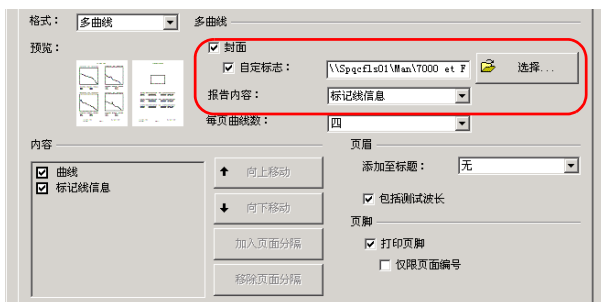 格式： 多曲线 多曲线
预览： 封面
自定标志： \\Spqcfls01\Man\7000 et F 选择...
报告内容： 标记线信息
每页曲线数： 四
内容 页眉
曲线 向上移动 添加至标题： 无
标记线信息
向下移动 包括测试波长
页脚
加入页面分隔 打印页脚
仅限页面编号
移除页面分隔